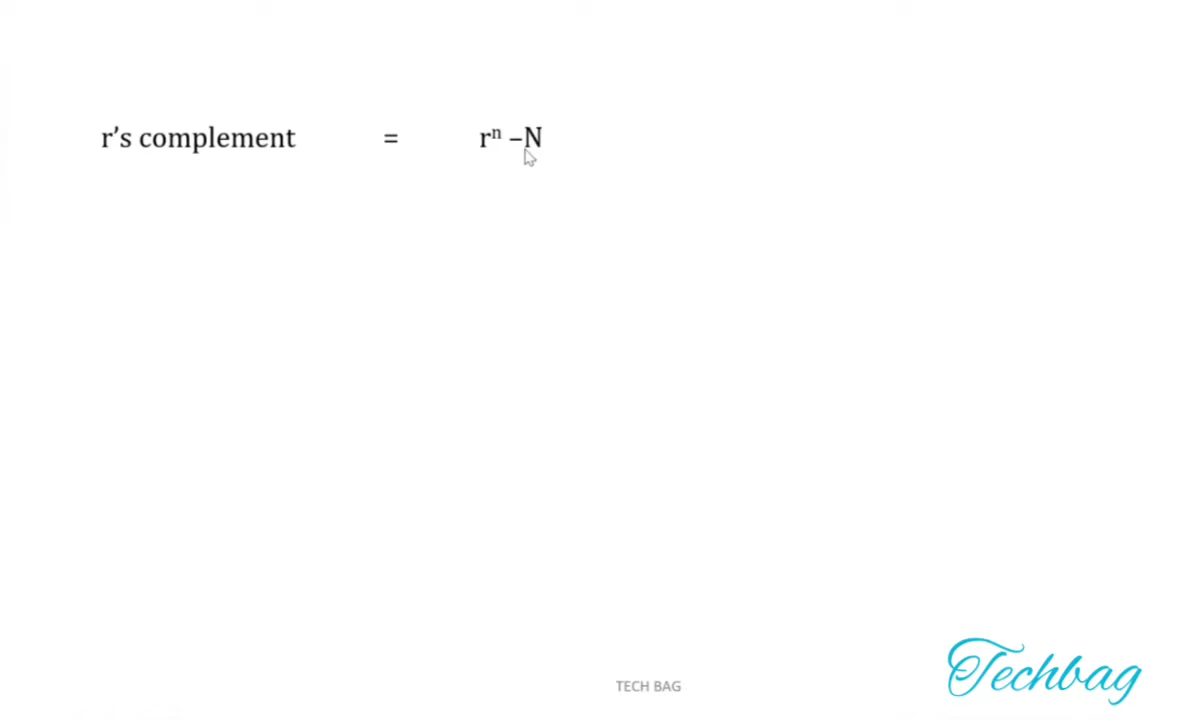 r’s complement = rⁿ –N
TECH BAG
Techbag